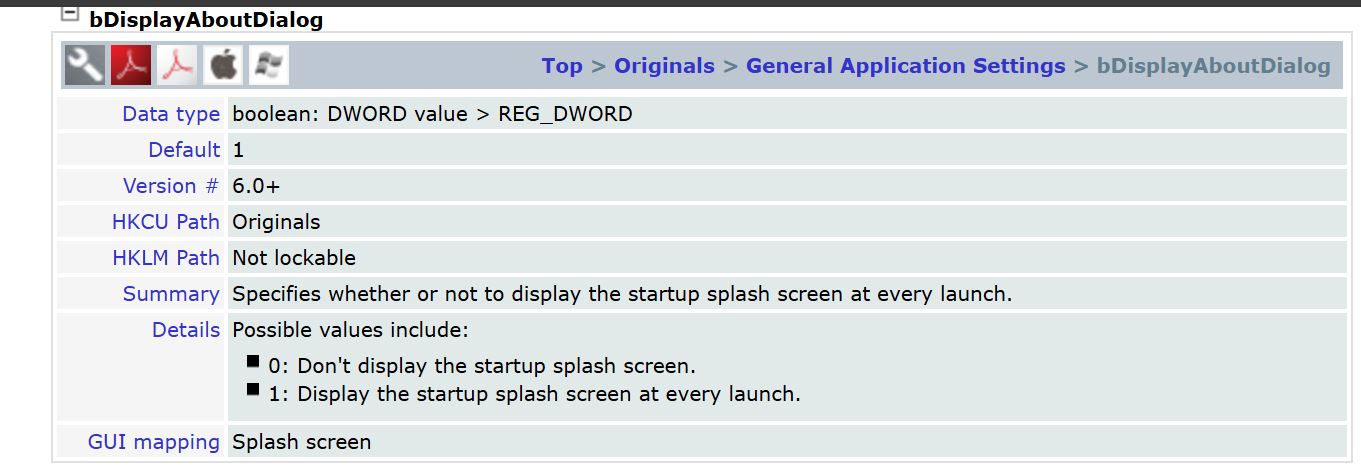 bDisplayAboutDialog
Top > Originals > General Application Settings > bDisplayAboutDialog
Data type boolean: DWORD value > REG_DWORD
Default 1
Version # 6.0+
HKCU Path Originals
HKLM Path Not lockable
Summary Specifies whether or not to display the startup splash screen at every launch.
Details Possible values include:
0: Don't display the startup splash screen.
1: Display the startup splash screen at every launch.
GUI mapping Splash screen